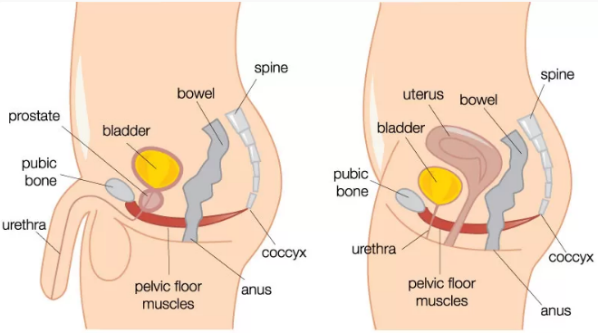 spine
bowel
prostate
bladder
pubic
bone
urethra
coccyx
pelvic floor
muscles
anus
spine
uterus
bowel
bladder
pubic
bone
urethra
coccyx
pelvic floor
muscles
anus